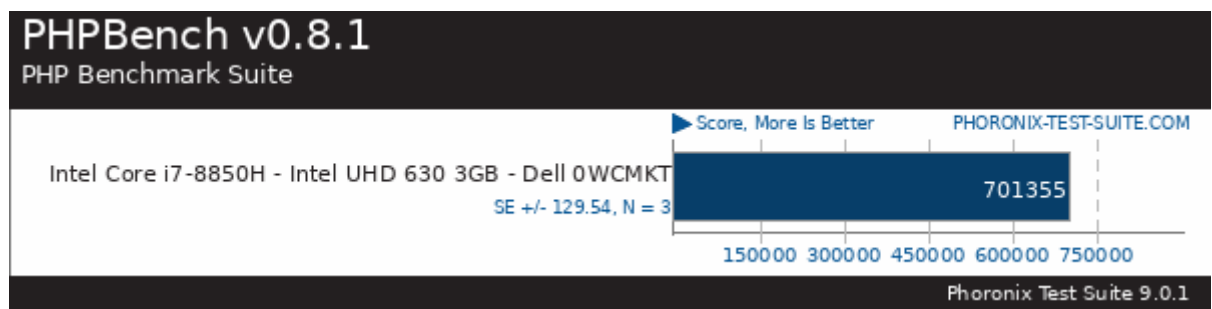 PHPBench v0.8.1
PHP Benchmark Suite
Score, More Is Better PHORONIX-TEST-SUITE.COM
Intel Core i7-8850H - Intel UHD 630 3GB - Dell 0WCMKT
701355
SE +/- 129.54, N = 3
150000 300000 450000 600000 750000
Phoronix Test Suite 9.0.1